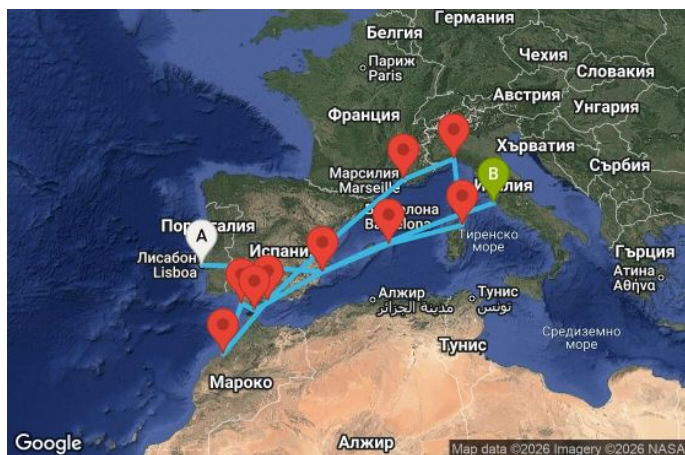 Германия
Белгия
Чехия
Париж
Paris
Словакия
Австрия
Унгария
Франция
Хърватия
Марсилия
Marseille
Сърбия
B
Италия
A
Лисабон
Lisboa
Барселона
Barcelona
Тиренско
море
Гърция
Атина
Αθήνα
Алжир
مدينة الجزائر
Тунис
تونس
Средиземно
море
Тунис
Мароко
Алжир
Google
Map data ©2026 Imagery ©2026 NASA